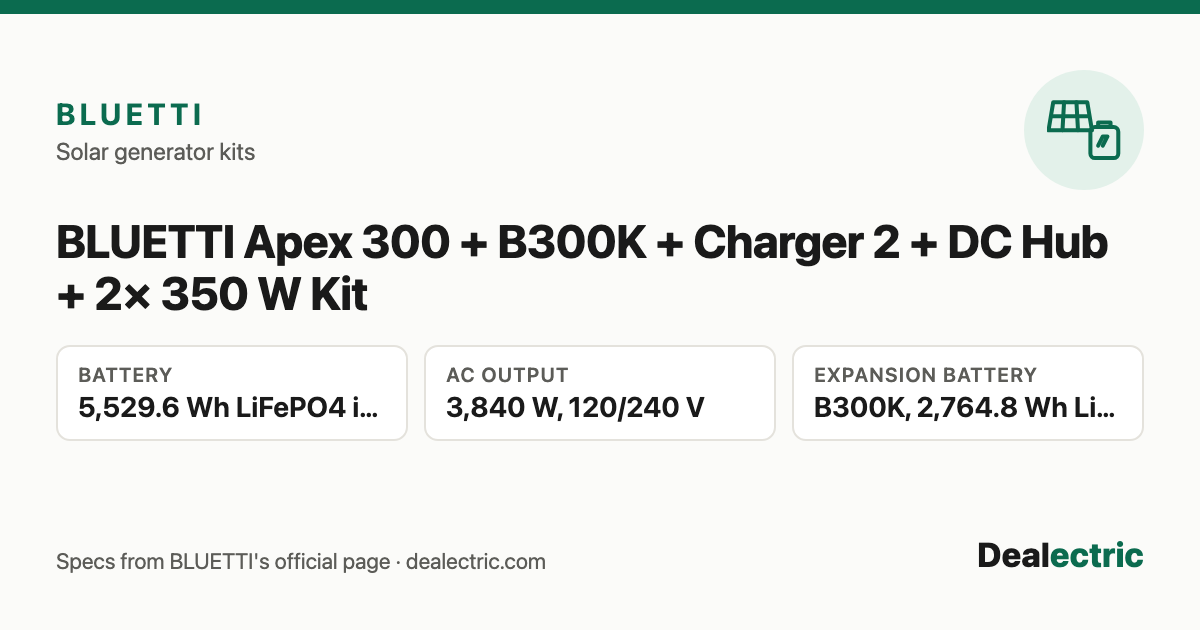 BLUETTI
Solar generator kits
BLUETTI Apex 300 + B300K + Charger 2 + DC Hub
+ 2× 350 W Kit
BATTERY
5,529.6 Wh LiFePO4 i...
AC OUTPUT
3,840 W, 120/240 V
EXPANSION BATTERY
B300K, 2,764.8 Wh Li...
Specs from BLUETTI's official page · dealectric.com
Dealectric